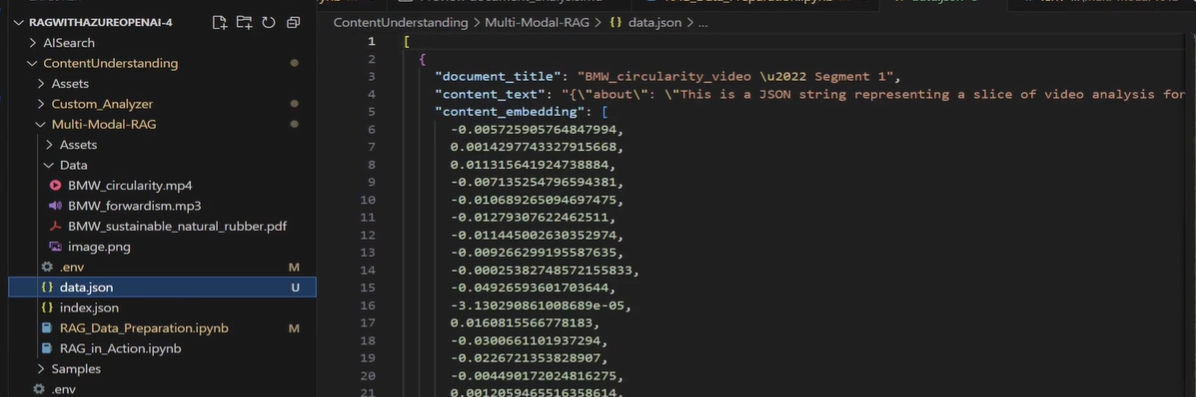 RAGWITHAZUREOPENAI-4
AISearch
ContentUnderstanding
Assets
Custom_Analyzer
Multi-Modal-RAG
Assets
Data
BMW_circularity.mp4
BMW_forwardism.mp3
BMW_sustainable_natural_rubber.pdf
image.png
.env M
data.json U
index.json
RAG_Data_Preparation.ipynb M
RAG_in_Action.ipynb
Samples
.env
ContentUnderstanding > Multi-Modal-RAG > {} data.json > ...
1 [
2 {
3 "document_title": "BMW_circularity_video \u2022 Segment 1",
4 "content_text": "{\"about\": \"This is a JSON string representing a slice of video analysis for
5 "content_embedding": [
6 -0.005725905764847994,
7 0.0014297743327915668,
8 0.011315641924738884,
9 -0.007135254796594381,
10 -0.010689265094697475,
11 -0.01279307622462511,
12 -0.011445002630352974,
13 -0.009266299195587635,
14 -0.00025382748572155833,
15 -0.04926593601703644,
16 -3.130290861008689e-05,
17 0.0160815566778183,
18 -0.0300661101937294,
19 -0.0226721353828907,
20 -0.004490172024816275,
21 0.0012059465516358614,